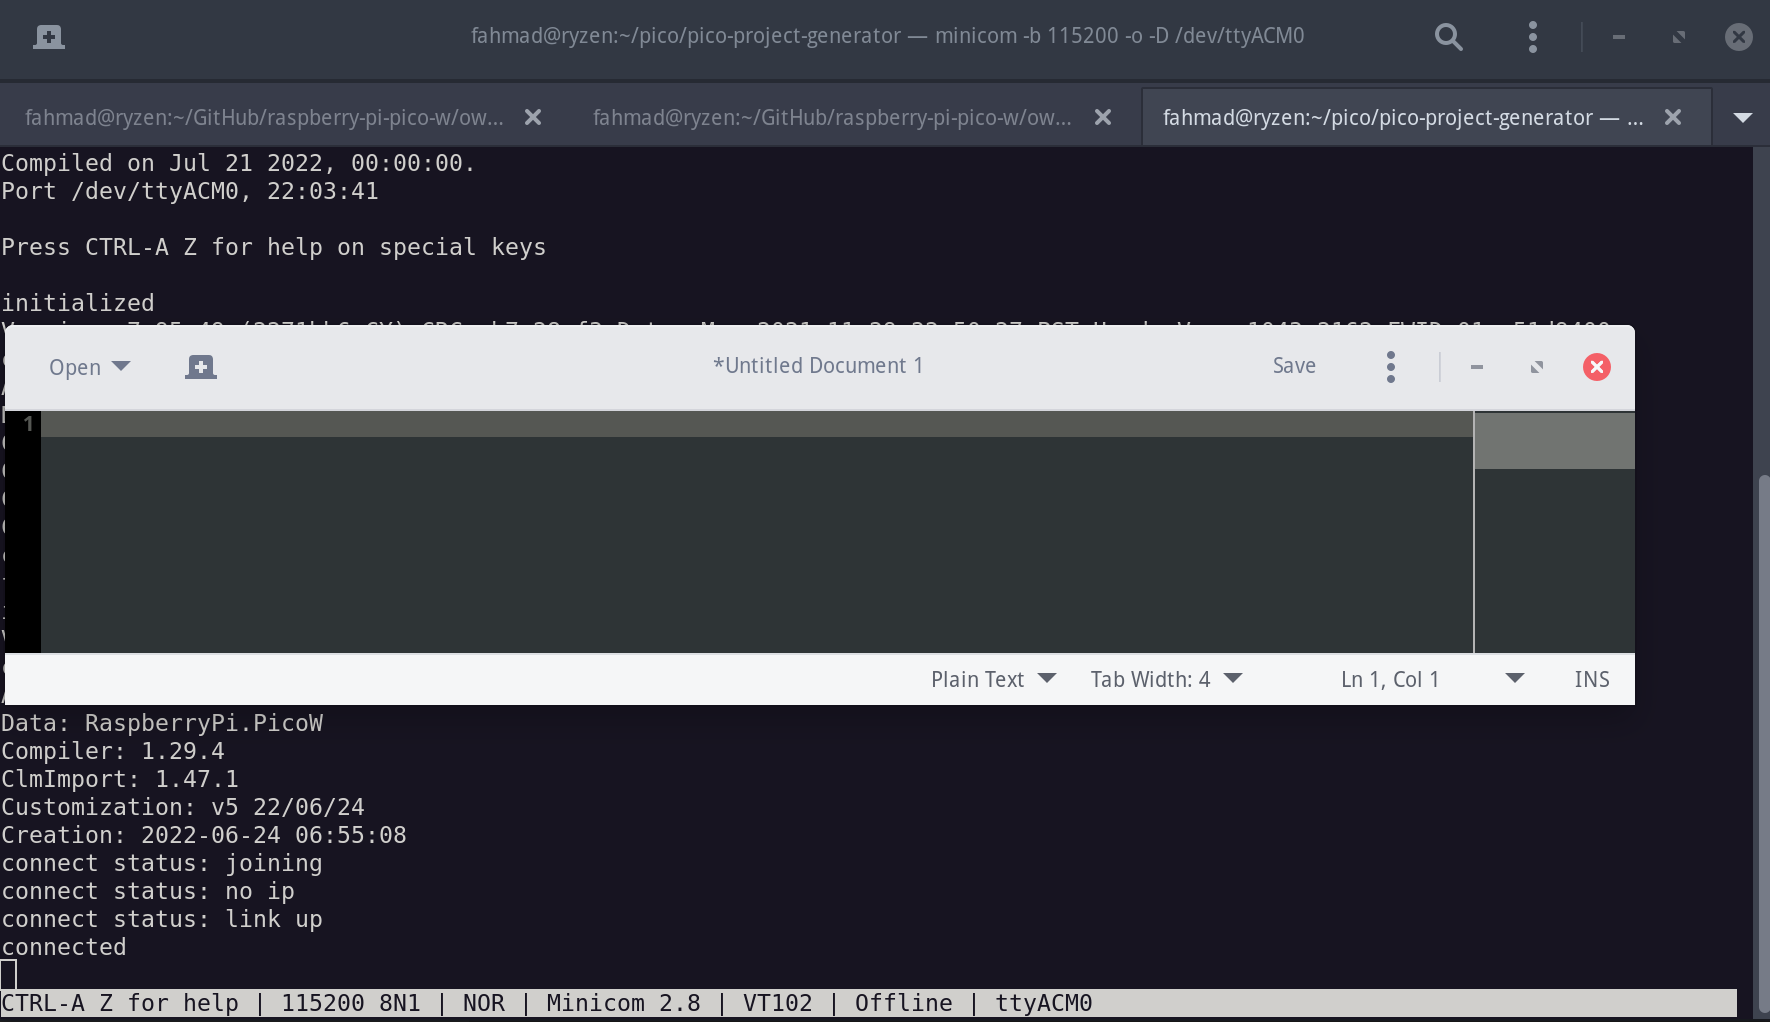 fahmad@ryzen:~/pico/pico-project-generator — minicom -b 115200 -o -D /dev/ttyACM0
fahmad@ryzen:~/GitHub/raspberry-pi-pico-w/ow...
fahmad@ryzen:~/GitHub/raspberry-pi-pico-w/ow...
fahmad@ryzen:~/pico/pico-project-generator — ...
Compiled on Jul 21 2022, 00:00:00.
Port /dev/ttyACM0, 22:03:41
Press CTRL-A Z for help on special keys
initialized
Open
*Untitled Document 1
Save
1
Plain Text
Tab Width: 4
Ln 1, Col 1
INS
Data: RaspberryPi.PicoW
Compiler: 1.29.4
ClmImport: 1.47.1
Customization: v5 22/06/24
Creation: 2022-06-24 06:55:08
connect status: joining
connect status: no ip
connect status: link up
connected
CTRL-A Z for help | 115200 8N1 | NOR | Minicom 2.8 | VT102 | Offline | ttyACM0